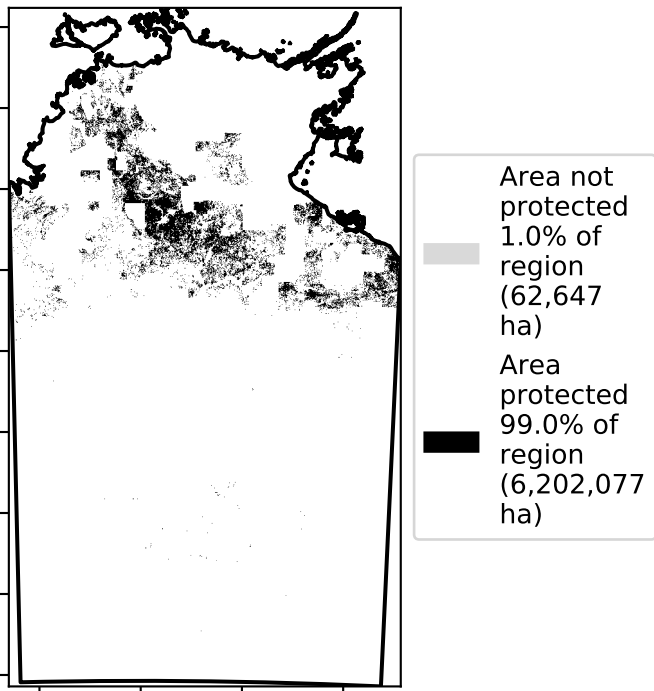 Area not
protected
1.0% of
region
(62,647
ha)
Area
protected
99.0% of
region
(6,202,077
ha)